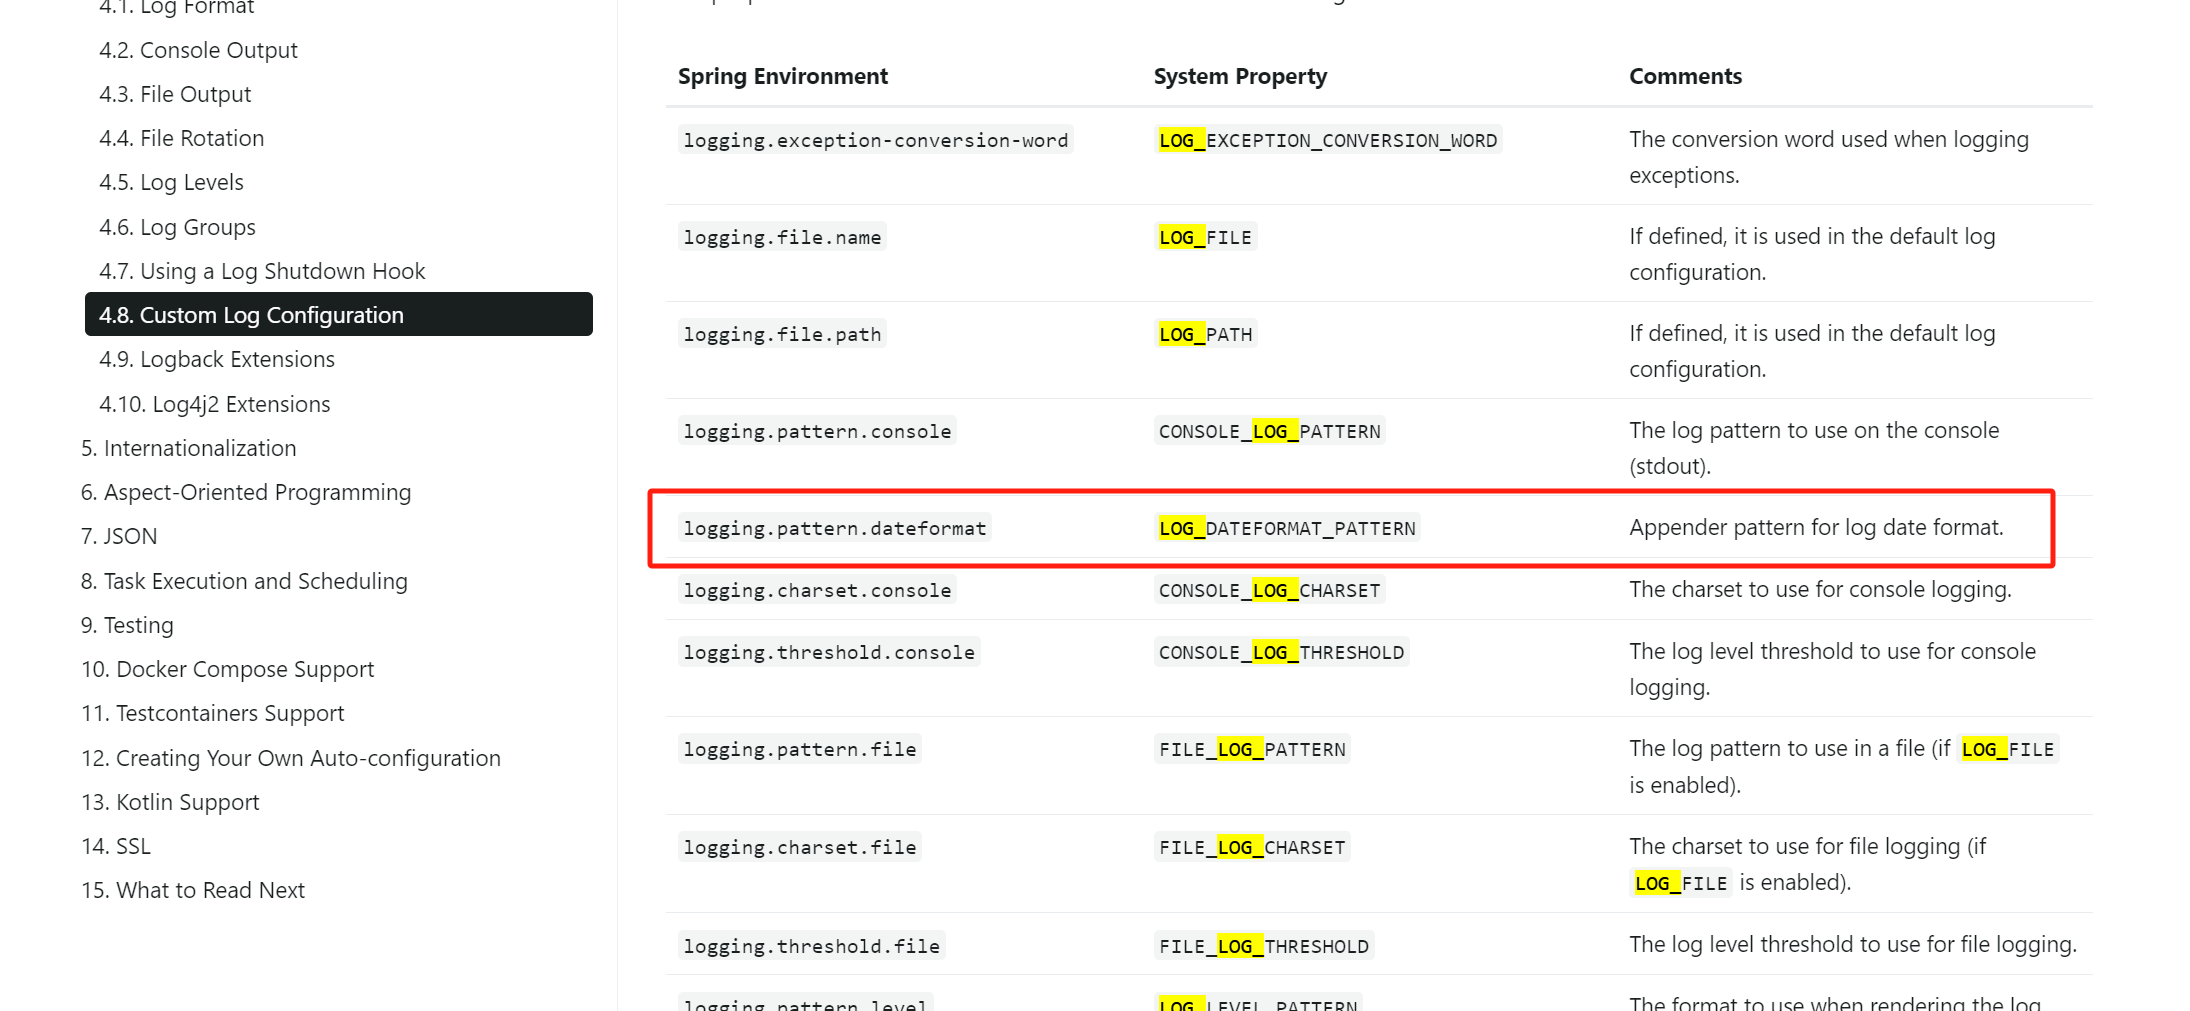 4.1. Log Format
4.2. Console Output
4.3. File Output
4.4. File Rotation
4.5. Log Levels
4.6. Log Groups
4.7. Using a Log Shutdown Hook
4.8. Custom Log Configuration
4.9. Logback Extensions
4.10. Log4j2 Extensions
5. Internationalization
6. Aspect-Oriented Programming
7. JSON
8. Task Execution and Scheduling
9. Testing
10. Docker Compose Support
11. Testcontainers Support
12. Creating Your Own Auto-configuration
13. Kotlin Support
14. SSL
15. What to Read Next
Spring Environment System Property Comments
logging.exception-conversion-word LOG_EXCEPTION_CONVERSION_WORD The conversion word used when logging
exceptions.
logging.file.name LOG_FILE If defined, it is used in the default log
configuration.
logging.file.path LOG_PATH If defined, it is used in the default log
configuration.
logging.pattern.console CONSOLE_LOG_PATTERN The log pattern to use on the console
(stdout).
logging.pattern.dateformat LOG_DATEFORMAT_PATTERN Appender pattern for log date format.
logging.charset.console CONSOLE_LOG_CHARSET The charset to use for console logging.
logging.threshold.console CONSOLE_LOG_THRESHOLD The log level threshold to use for console
logging.
logging.pattern.file FILE_LOG_PATTERN The log pattern to use in a file (if LOG_FILE
is enabled).
logging.charset.file FILE_LOG_CHARSET The charset to use for file logging (if
LOG_FILE is enabled).
logging.threshold.file FILE_LOG_THRESHOLD The log level threshold to use for file logging.
logging.pattern.level LOG_LEVEL_PATTERN The format to use when rendering the log